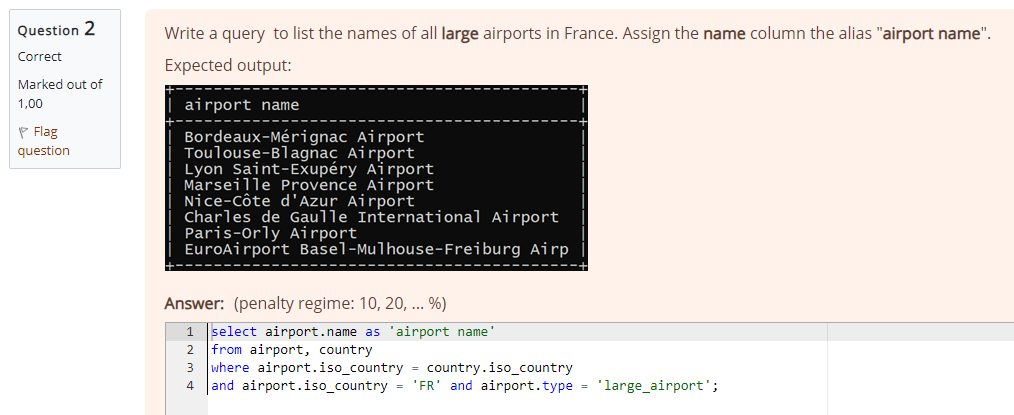 Question 2
Correct
Marked out of
1,00
Flag
question
Write a query to list the names of all large airports in France. Assign the name column the alias "airport name".
Expected output:
+-------------------------------------------+
| airport name |
+-------------------------------------------+
| Bordeaux-Mérignac Airport |
| Toulouse-Blagnac Airport |
| Lyon Saint-Exupéry Airport |
| Marseille Provence Airport |
| Nice-Côte d'Azur Airport |
| Charles de Gaulle International Airport |
| Paris-Orly Airport |
| EuroAirport Basel-Mulhouse-Freiburg Airp |
+-------------------------------------------+
Answer: (penalty regime: 10, 20, ... %)
1 select airport.name as 'airport name'
2 from airport, country
3 where airport.iso_country = country.iso_country
4 and airport.iso_country = 'FR' and airport.type = 'large_airport';